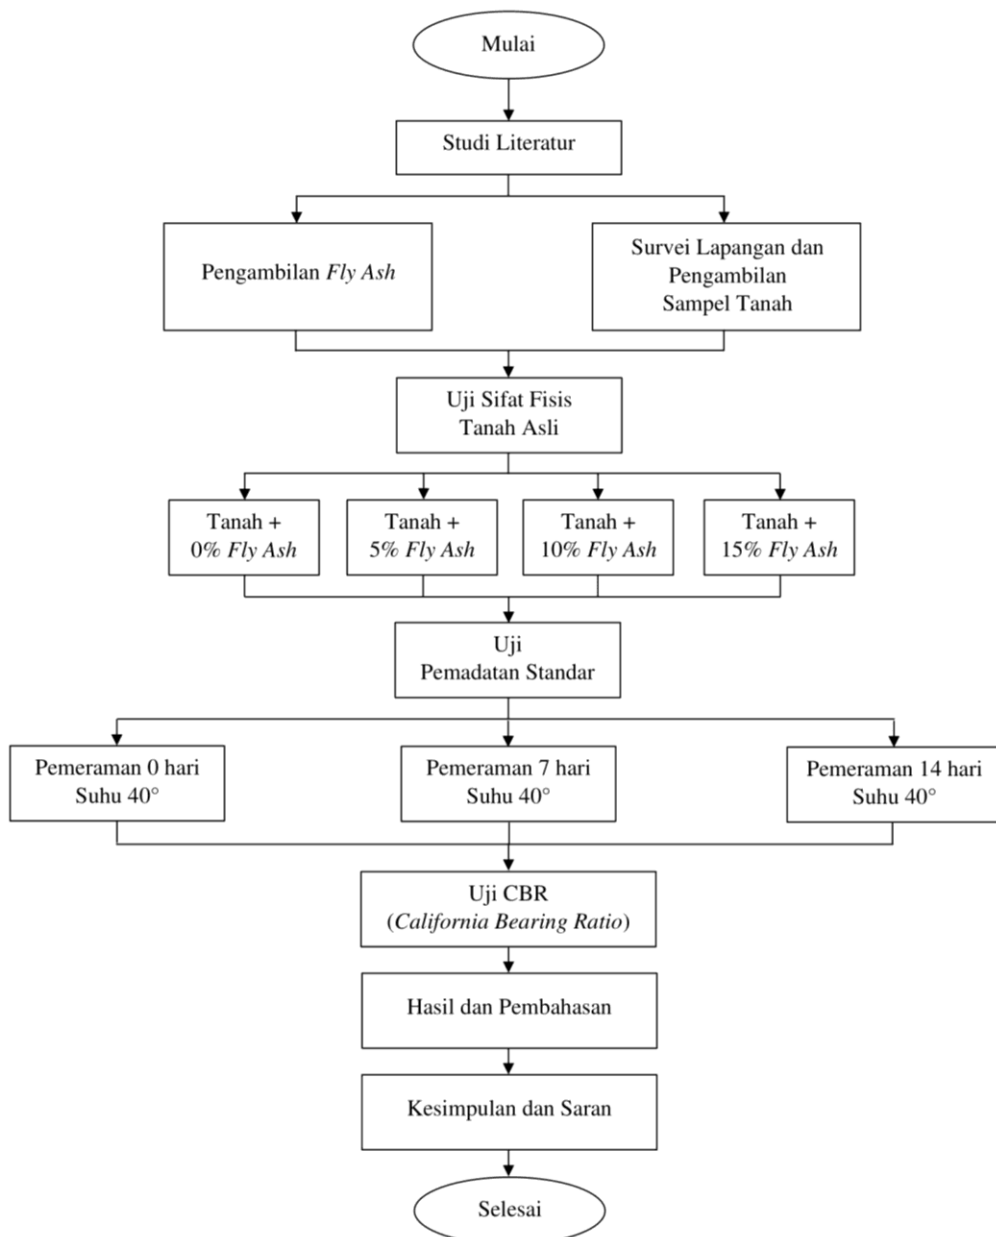 Mulai
Studi Literatur
Pengambilan Fly Ash
Survei Lapangan dan
Pengambilan
Sampel Tanah
Uji Sifat Fisis
Tanah Asli
Tanah +
0% Fly Ash
Tanah +
5% Fly Ash
Tanah +
10% Fly Ash
Tanah +
15% Fly Ash
Uji
Pemadatan Standar
Pemeraman 0 hari
Suhu 40°
Pemeraman 7 hari
Suhu 40°
Pemeraman 14 hari
Suhu 40°
Uji CBR
(California Bearing Ratio)
Hasil dan Pembahasan
Kesimpulan dan Saran
Selesai